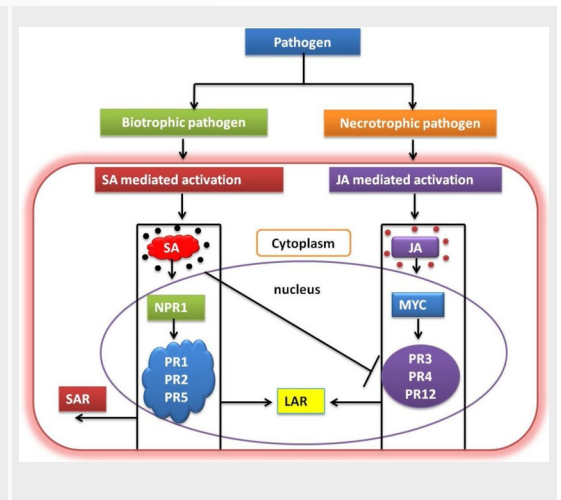 Pathogen
Biotrophic pathogen
Necrotrophic pathogen
SA mediated activation
JA mediated activation
SA
Cytoplasm
JA
nucleus
NPR1
MYC
PR1
PR2
PR5
PR3
PR4
PR12
SAR
LAR